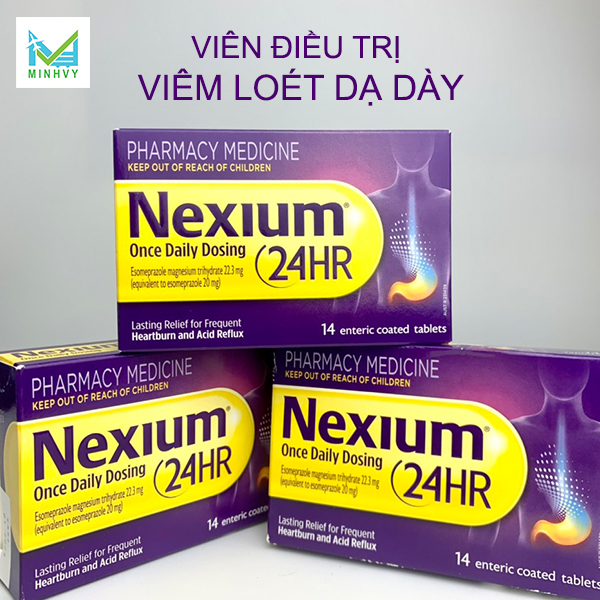 MINHVY
VIÊN ĐIỀU TRỊ
VIÊM LOÉT DẠ DÀY
PHARMACY MEDICINE
KEEP OUT OF REACH OF CHILDREN
Nexium®
Once Daily Dosing
24HR
Esomeprazole magnesium trihydrate 22.3 mg
(equivalent to esomeprazole 20 mg)
Lasting Relief for Frequent
Heartburn and Acid Reflux
14 enteric coated tablets
PHARMACY MEDICINE
KEEP OUT OF REACH OF CHILDREN
Nexium®
Once Daily Dosing
24HR
Esomeprazole magnesium trihydrate 22.3 mg
(equivalent to esomeprazole 20 mg)
14 enteric coated tablets
Lasting Relief for Frequent
Heartburn and Acid Reflux
PHARMACY MEDICINE
KEEP OUT OF REACH OF CHILDREN
Nexium®
Once Daily Dosing
24HR
Esomeprazole magnesium trihydrate 22.3 mg
(equivalent to esomeprazole 20 mg)
Lasting Relief for Frequent
Heartburn and Acid Reflux
14 enteric coated tablets